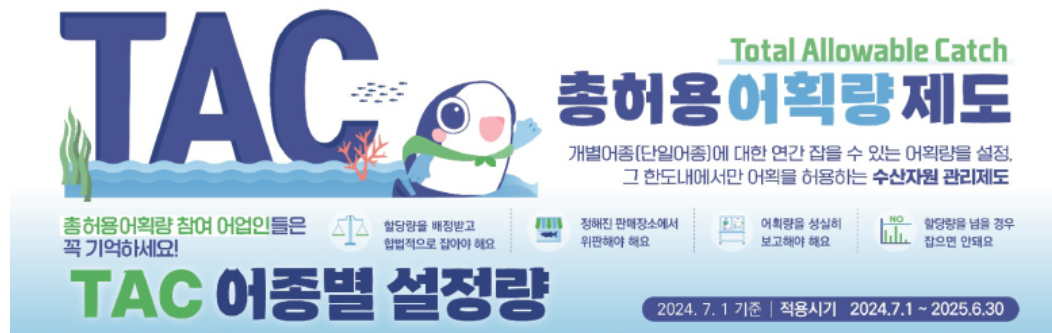 TAC
Total Allowable Catch
총허용어획량 제도
개별어종(단일어종)에 대한 연간 잡을 수 있는 어획량을 설정,
그 한도내에서만 어획을 허용하는 수산자원 관리제도
총허용어획량 참여 어업인들은
꼭 기억하세요!
할당량을 배정받고
합법적으로 잡아야 해요
정해진 판매장소에서
위판해야 해요
어획량을 성실히
보고해야 해요
NO
할당량을 넘을 경우
잡으면 안돼요
TAC 어종별 설정량
2024. 7. 1 기준 | 적용시기 2024.7.1 ~ 2025.6.30